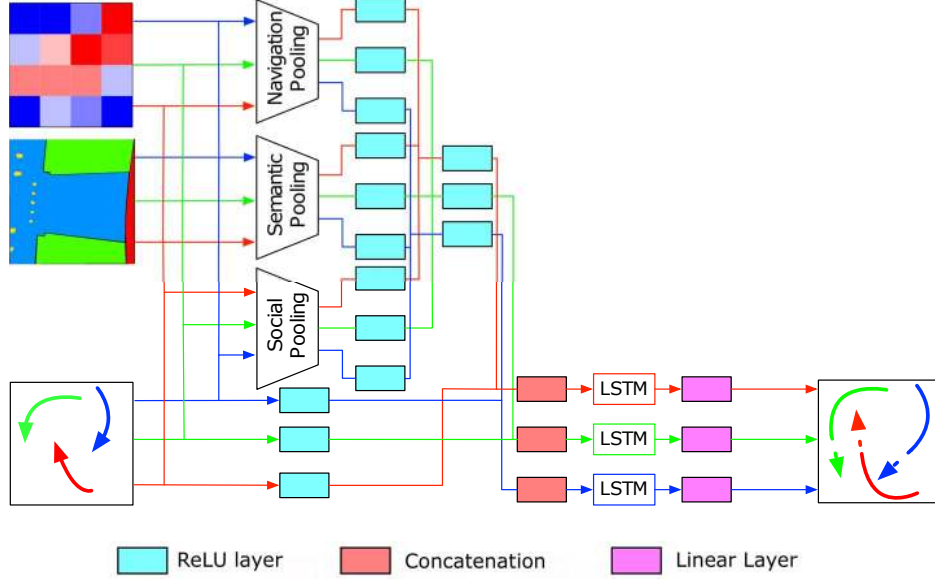 Navigation
Pooling
Semantic
Pooling
Social
Pooling
LSTM
LSTM
LSTM
ReLU layer
Concatenation
Linear Layer